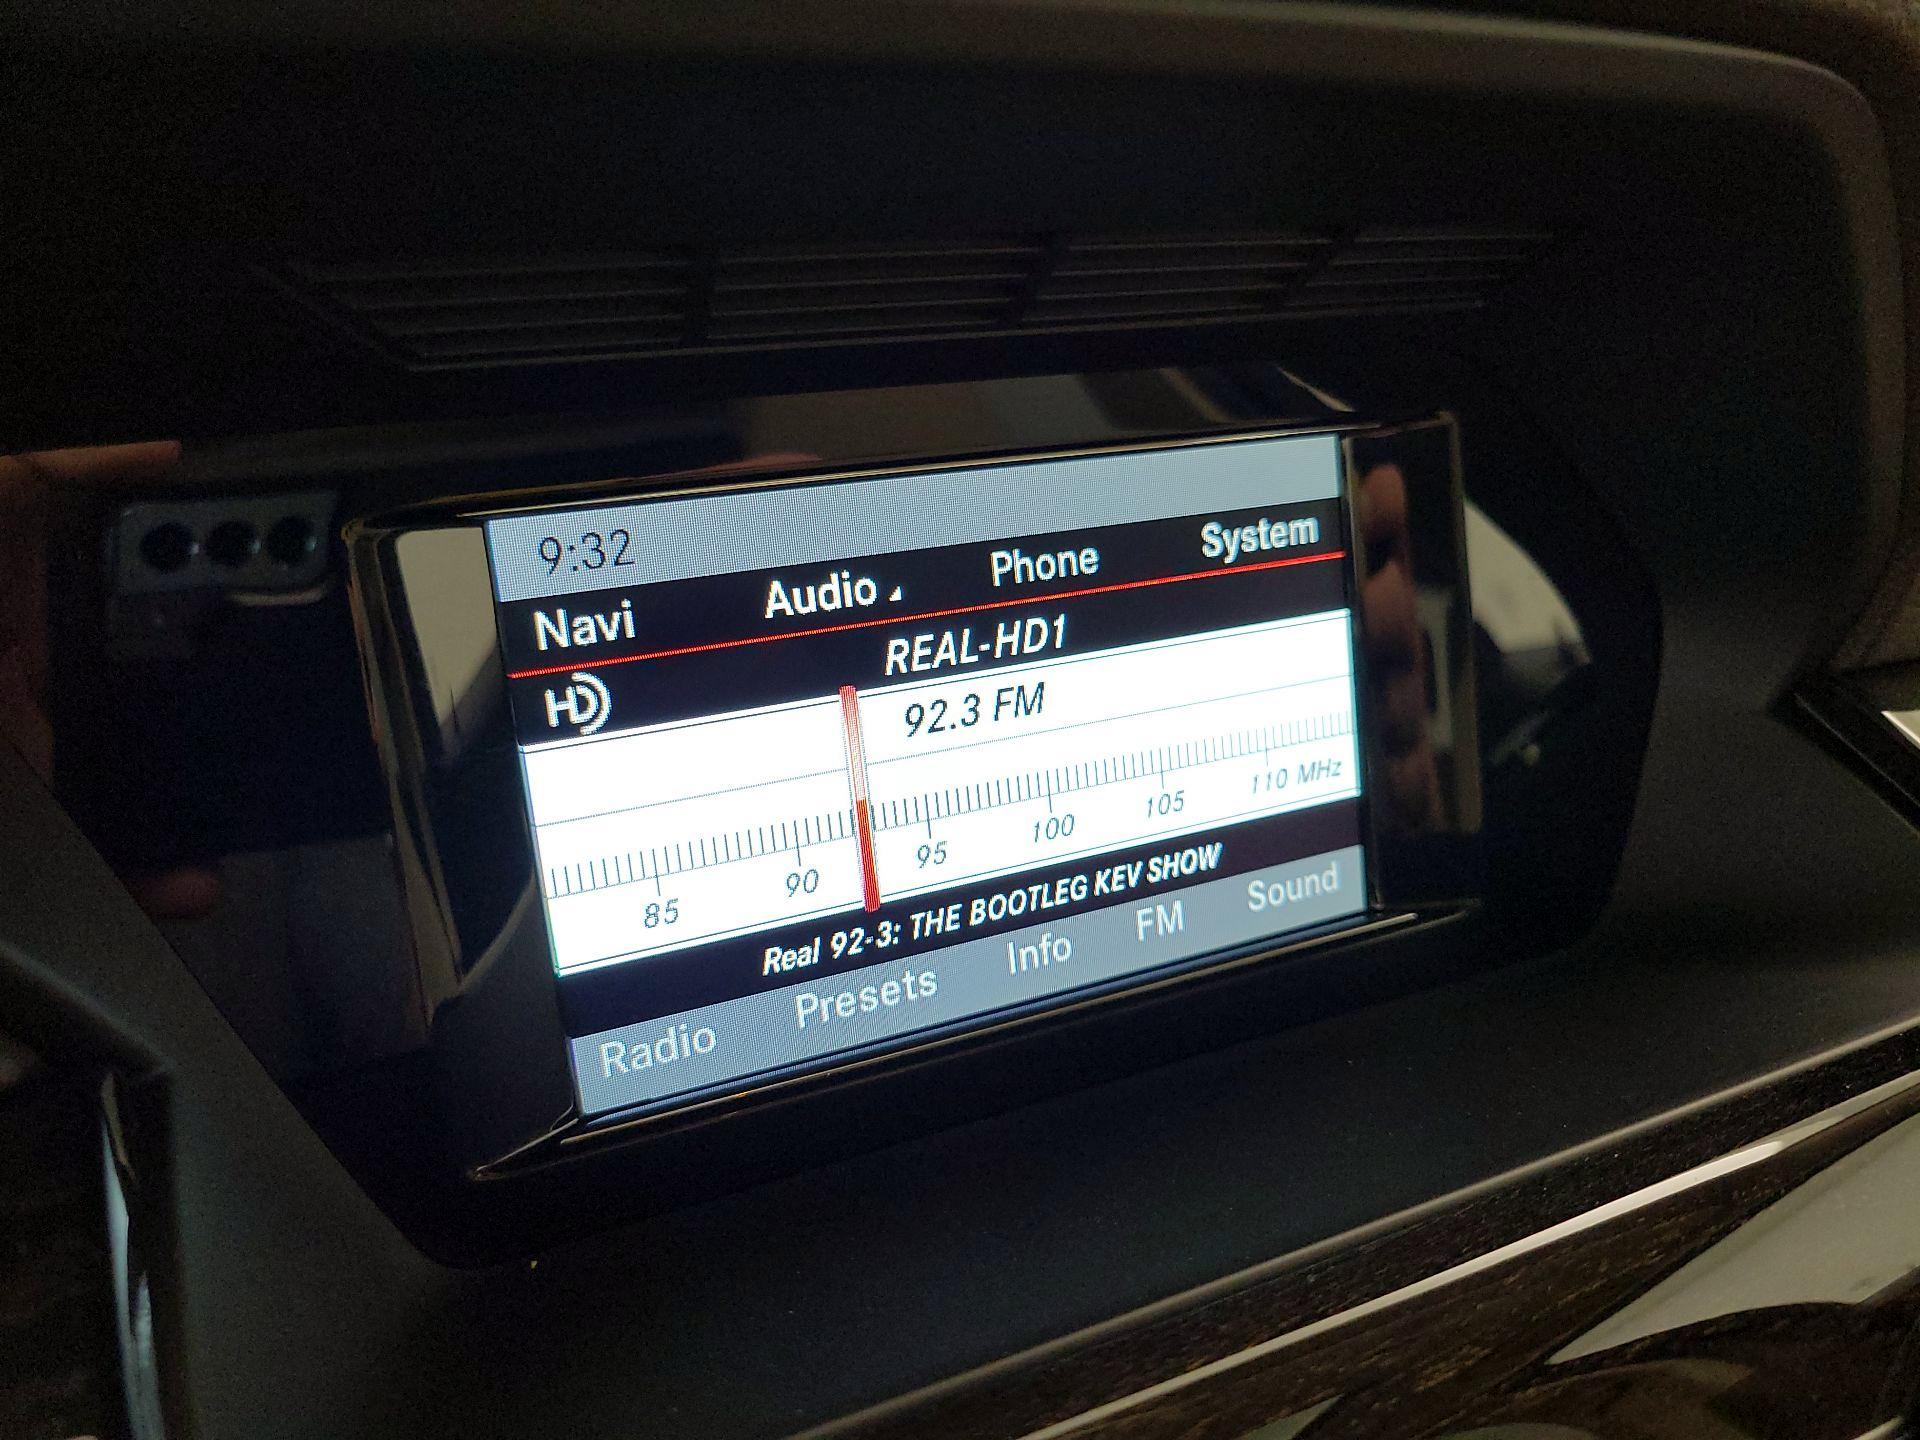 9:32
Navi Audio Phone System
REAL-HD1
HD
92.3 FM
85 90 95 100 105 110 MHz
Real 92-3: THE BOOTLEG KEV SHOW
Radio Presets Info FM Sound